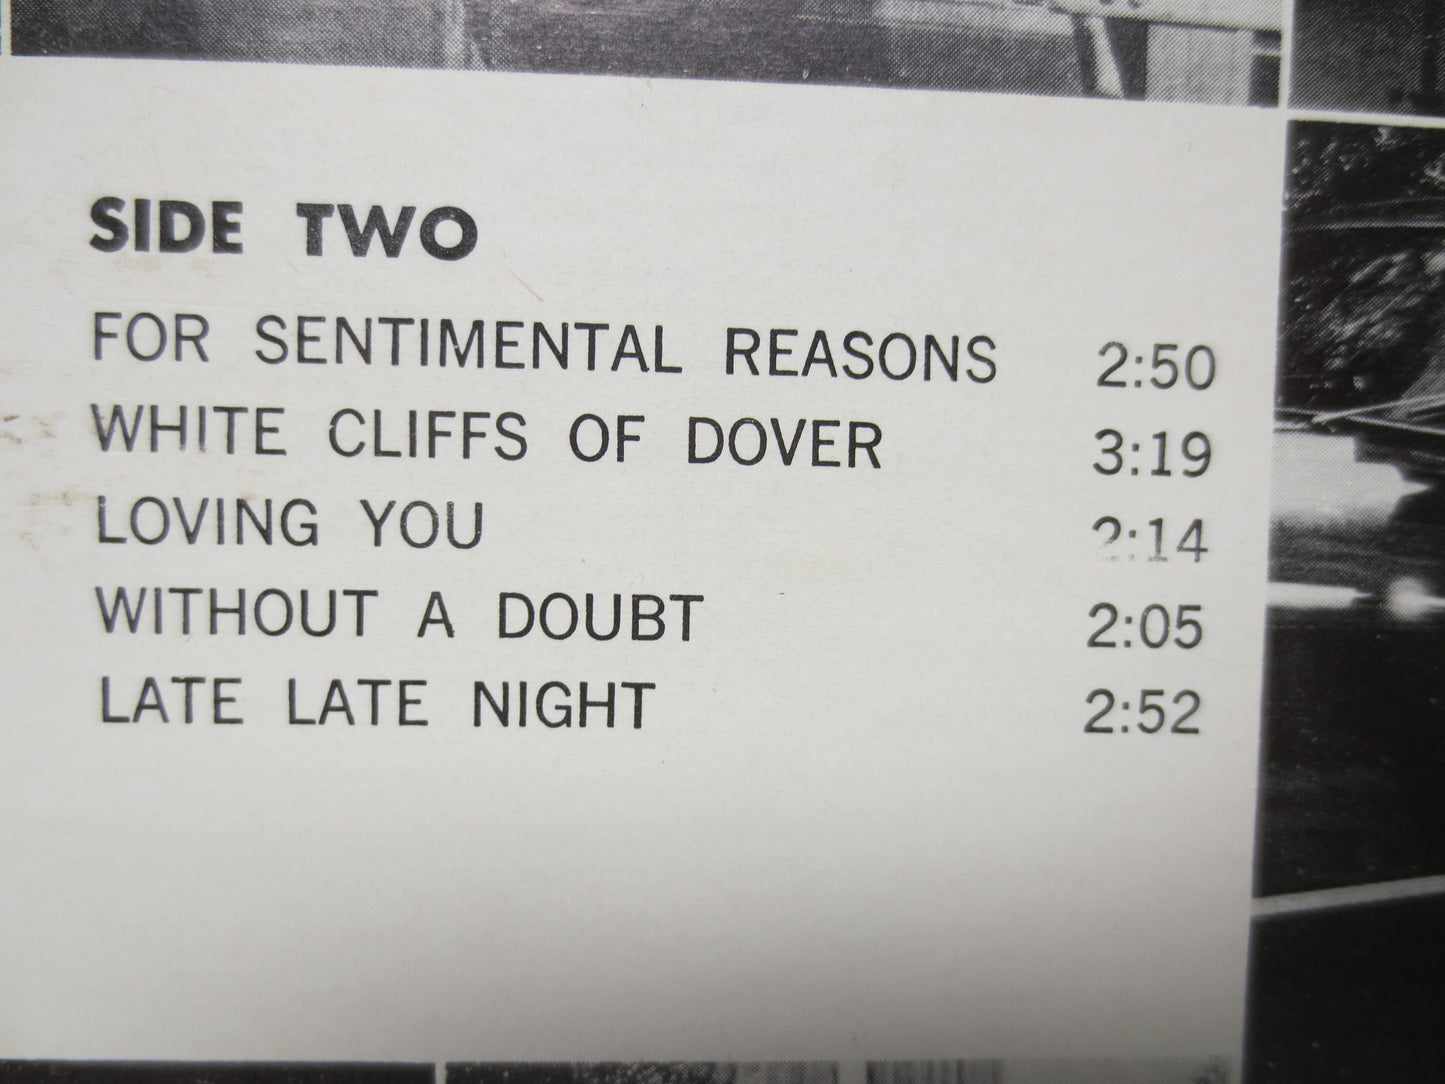 SIDE TWO
FOR SENTIMENTAL REASONS 2:50
WHITE CLIFFS OF DOVER 3:19
LOVING YOU 2:14
WITHOUT A DOUBT 2:05
LATE LATE NIGHT 2:52